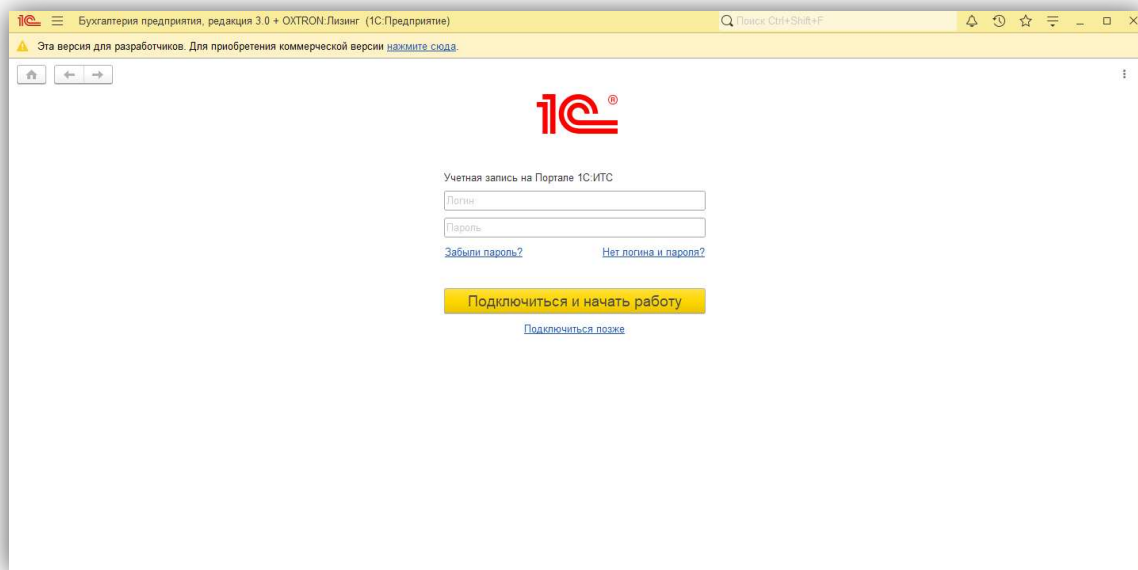 1С Бухгалтерия предприятия, редакция 3.0 + OXTRON:Лизинг (1С:Предприятие) Поиск Ctrl+Shift+F
Эта версия для разработчиков. Для приобретения коммерческой версии нажмите сюда.
1С ®
Учетная запись на Портале 1С:ИТС
Логин
Пароль
Забыли пароль? Нет логина и пароля?
Подключиться и начать работу
Подключиться позже